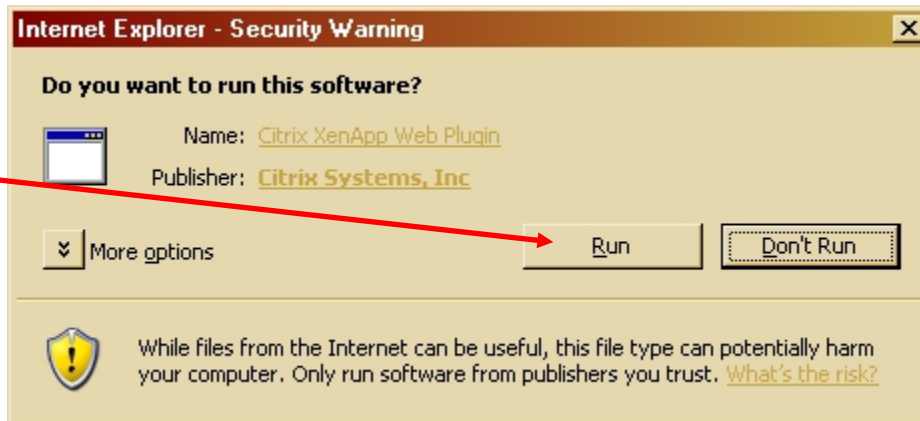 Internet Explorer - Security Warning
Do you want to run this software?
Name: Citrix XenApp Web Plugin
Publisher: Citrix Systems, Inc
More options
Run
Don't Run
While files from the Internet can be useful, this file type can potentially harm
your computer. Only run software from publishers you trust. What's the risk?